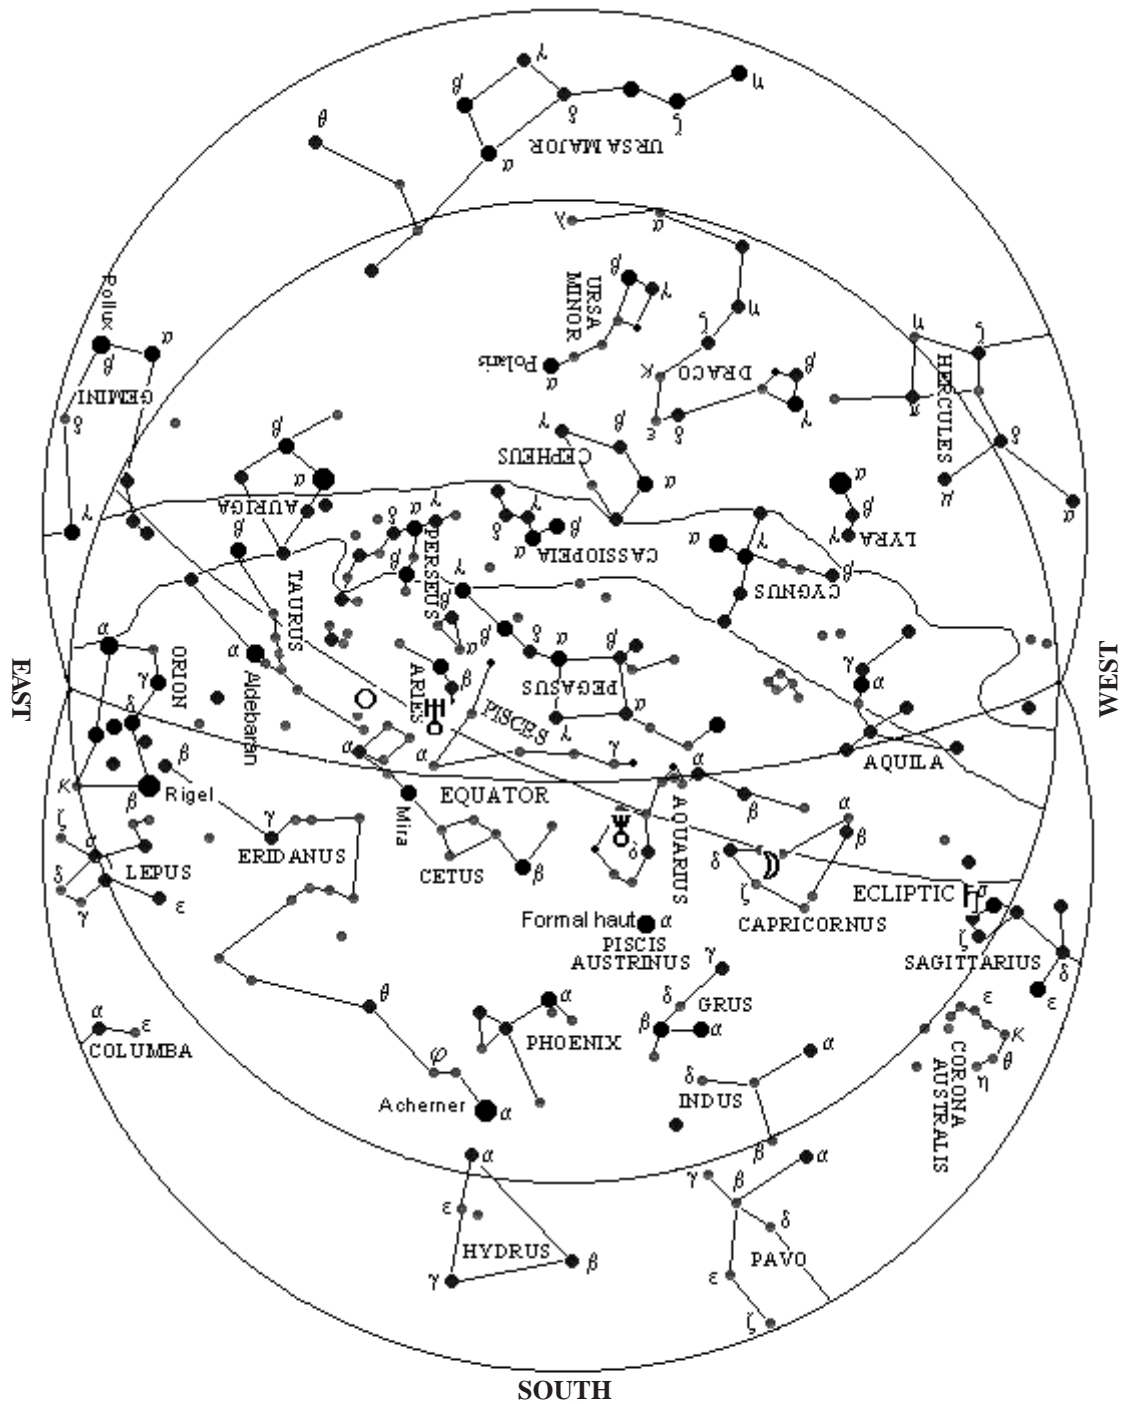 γ
β
η
δ
ζ
θ
URSA MAJOR
α
λ
α
Pollux
β
γ
URSA
MINOR
η
ζ
η
ζ
α
β
Polaris
α
κ
DRACO
β
γ
HERCULES
GEMINI
π
δ
ε
δ
δ
β
γ
β
CEPHEUS
α
α
α
μ
α
AURIGA
γ
β
δ
α
γ
PERSEUS
γ
δ
β
α
CASSIOPEIA
β
γ
LYRA
α
γ
β
CYGNUS
β
TAURUS
γ
β
α
β
δ
α
β
α
ORION
α
Aldebaran
EAST
WEST
γ
δ
ARIES
β
PEGASUS
γ
α
PISCES
γ
α
κ
β
Rigel
β
α
α
γ
α
EQUATOR
Mira
AQUILA
α
β
AQUARIUS
α
β
ζ
α
LEPUS
γ
ERIDANUS
CETUS
β
δ
δ
ζ
CAPRICORNUS
ECLIPTIC
σ
δ
γ
ε
Formal haut
α
PISCIS
AUSTRINUS
ζ
SAGITTARIUS
δ
ε
γ
δ
GRUS
β
α
θ
α
PHOENIX
α
ε
COLUMBA
ε
κ
θ
η
CORONA
AUSTRALIS
φ
Acherner
α
δ
INDUS
α
β
α
ε
HYDRUS
γ
β
γ
β
α
δ
PAVO
ε
ζ
SOUTH